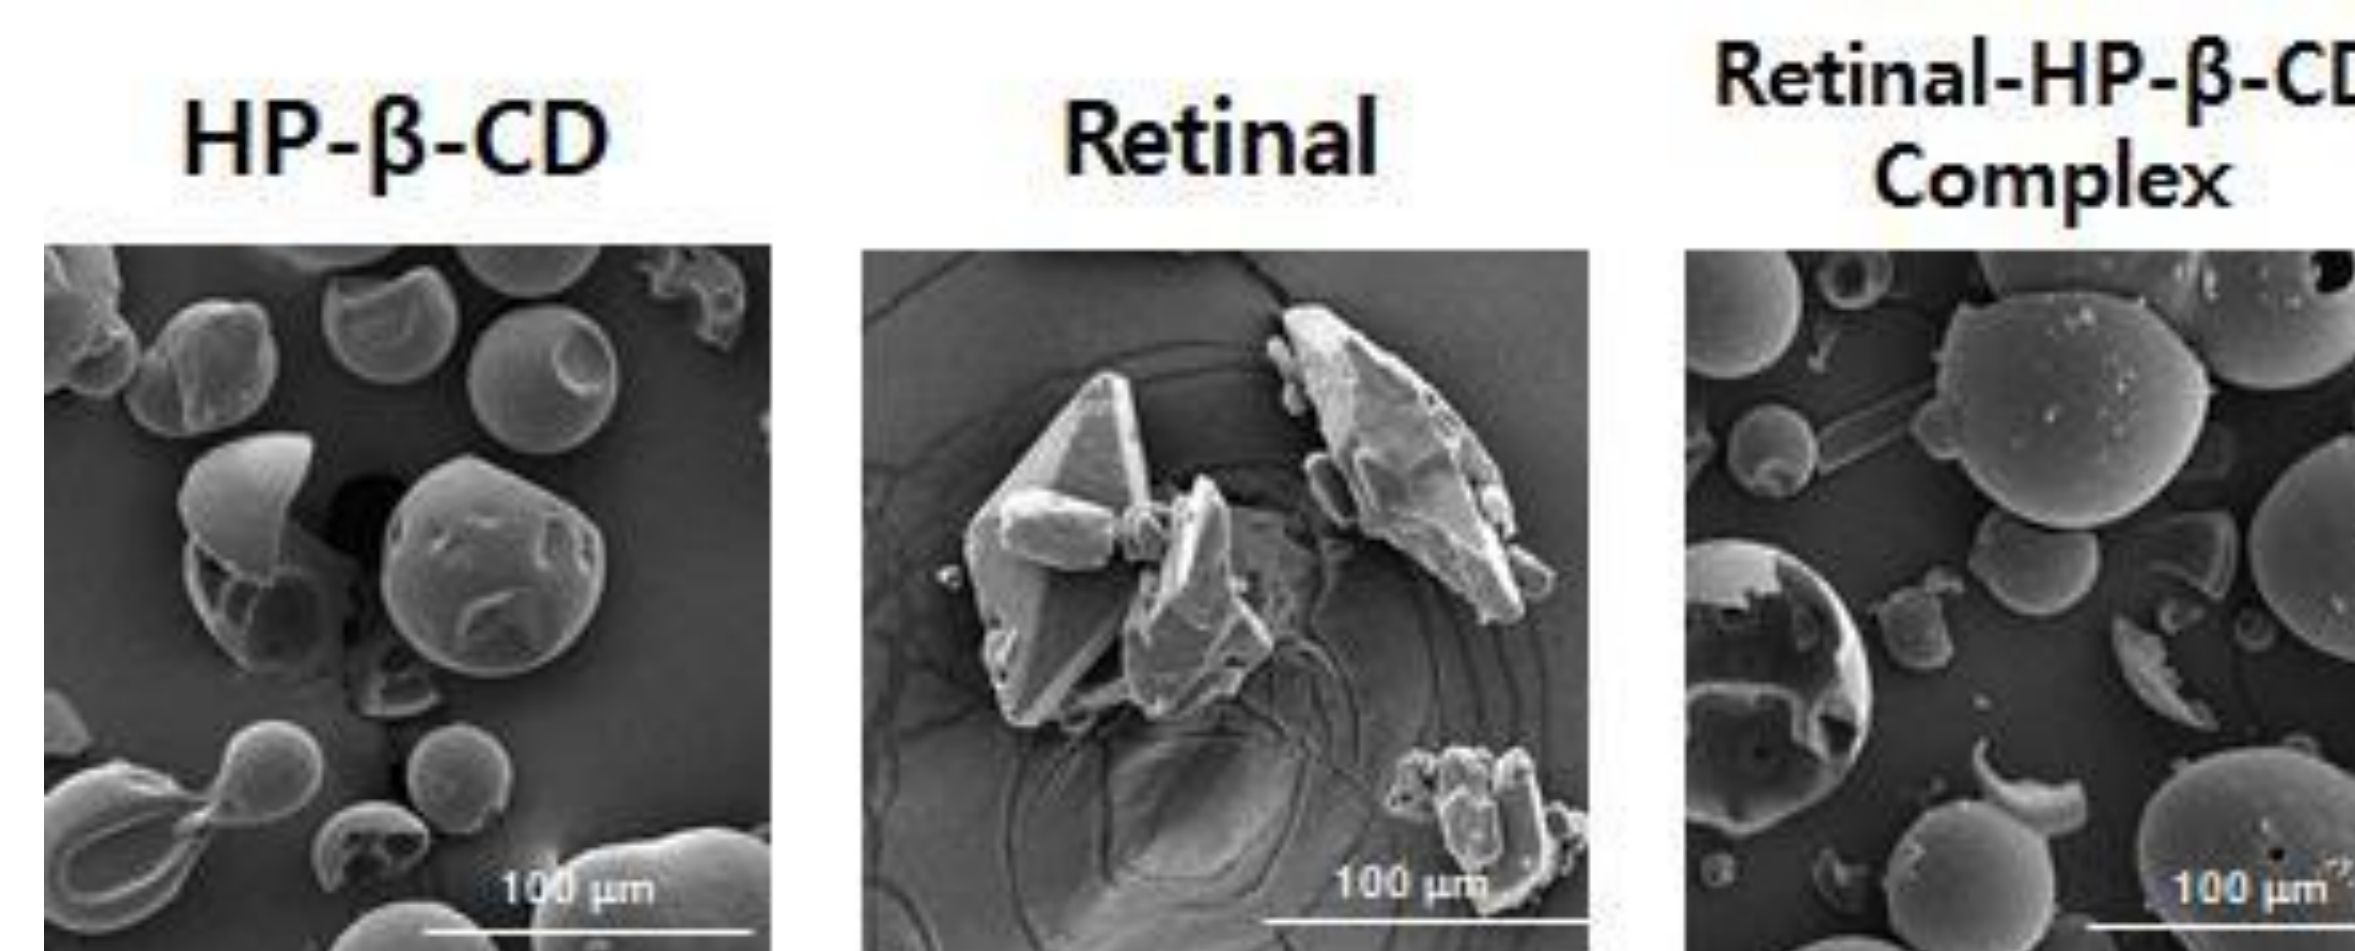 HP-β-CD
Retinal
Retinal-HP-β-CD
Complex
100 μm
100 μm
100 μm